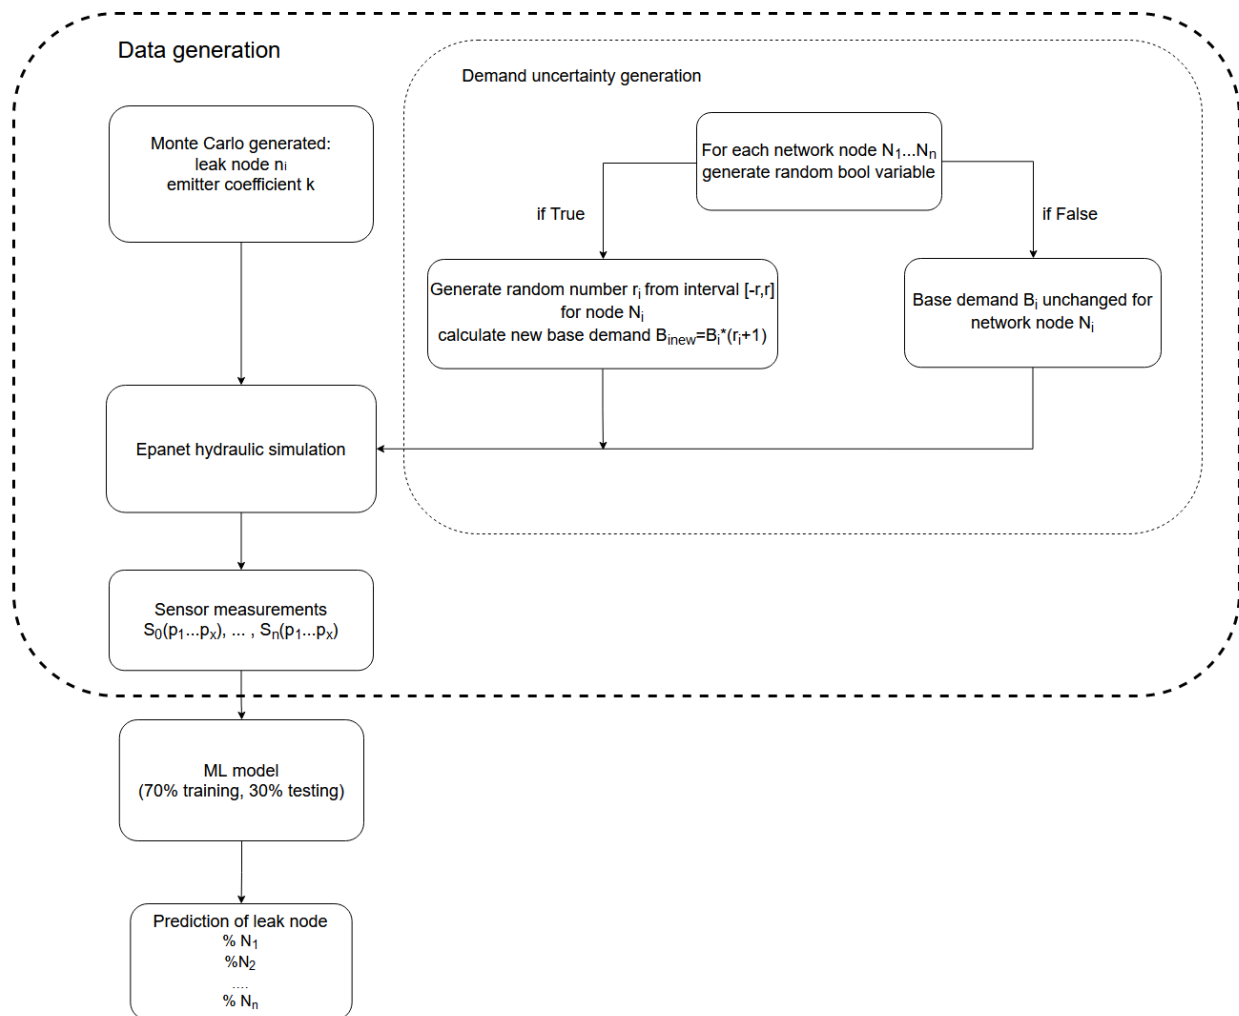 Data generation
Demand uncertainty generation
Monte Carlo generated:
leak node nᵢ
emitter coefficient k
For each network node N₁...Nₙ
generate random bool variable
if True
if False
Generate random number rᵢ from interval [-r,r]
for node Nᵢ
calculate new base demand Bᵢₙₑw=Bᵢ*(rᵢ+1)
Base demand Bᵢ unchanged for
network node Nᵢ
Epanet hydraulic simulation
Sensor measurements
S₀(p₁...pₓ), ... , Sₙ(p₁...pₓ)
ML model
(70% training, 30% testing)
Prediction of leak node
% N₁
%N₂
....
% Nₙ